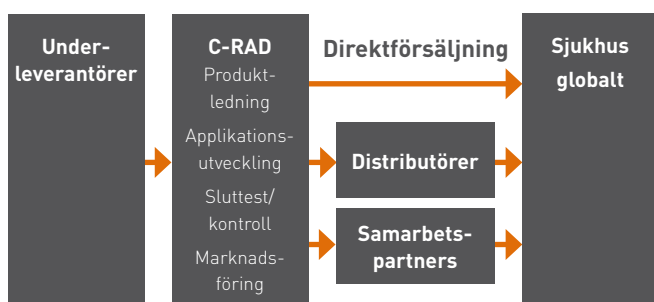 Under-
leverantörer
C-RAD
Produkt-
ledning
Applikations-
utveckling
Sluttest/
kontroll
Marknads-
föring
Direktförsäljning
Distributörer
Samarbets-
partners
Sjukhus
globalt